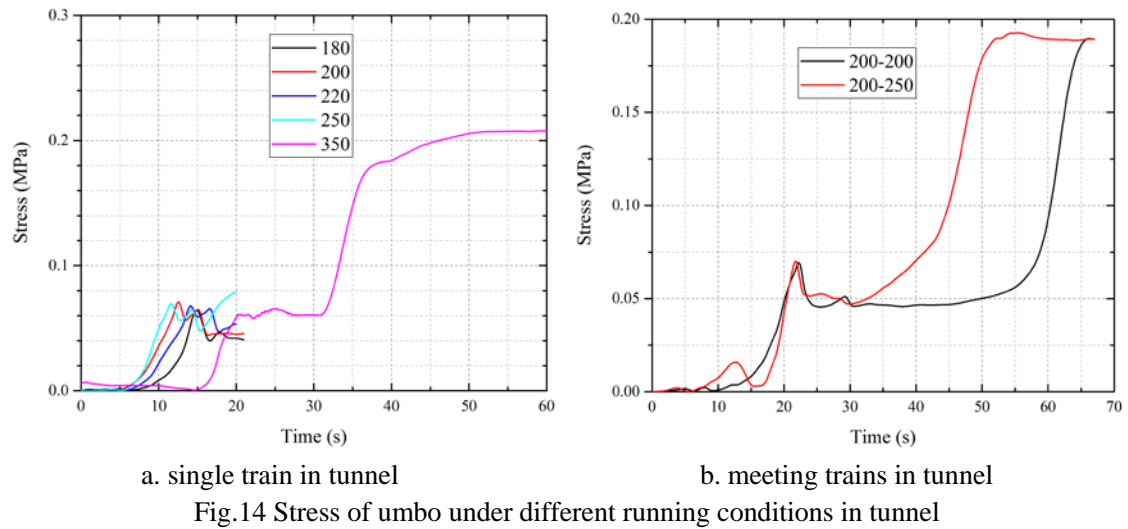 0.3
0.2
0.1
0.0
Stress (MPa)
180
200
220
250
350
0 10 20 30 40 50 60
Time (s)
0.20
0.15
0.10
0.05
0.00
Stress (MPa)
200-200
200-250
0 10 20 30 40 50 60 70
Time (s)
a. single train in tunnel
b. meeting trains in tunnel
Fig.14 Stress of umbo under different running conditions in tunnel